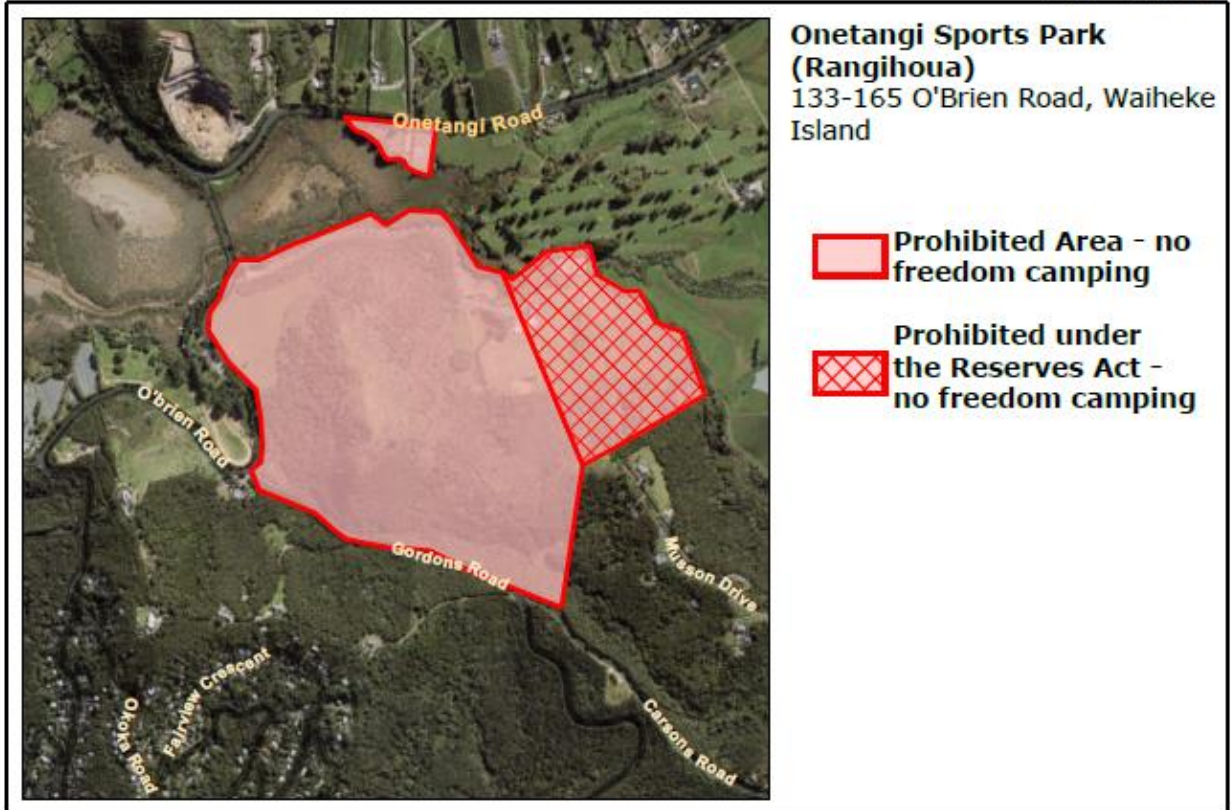 Onetangi Sports Park
(Rangihoua)
133-165 O'Brien Road, Waiheke
Island
Prohibited Area - no
freedom camping
Prohibited under
the Reserves Act -
no freedom camping
Onetangi Road
O'brien Road
Gordons Road
Musson Drive
Fairview Crescent
Okoka Road
Carsons Road